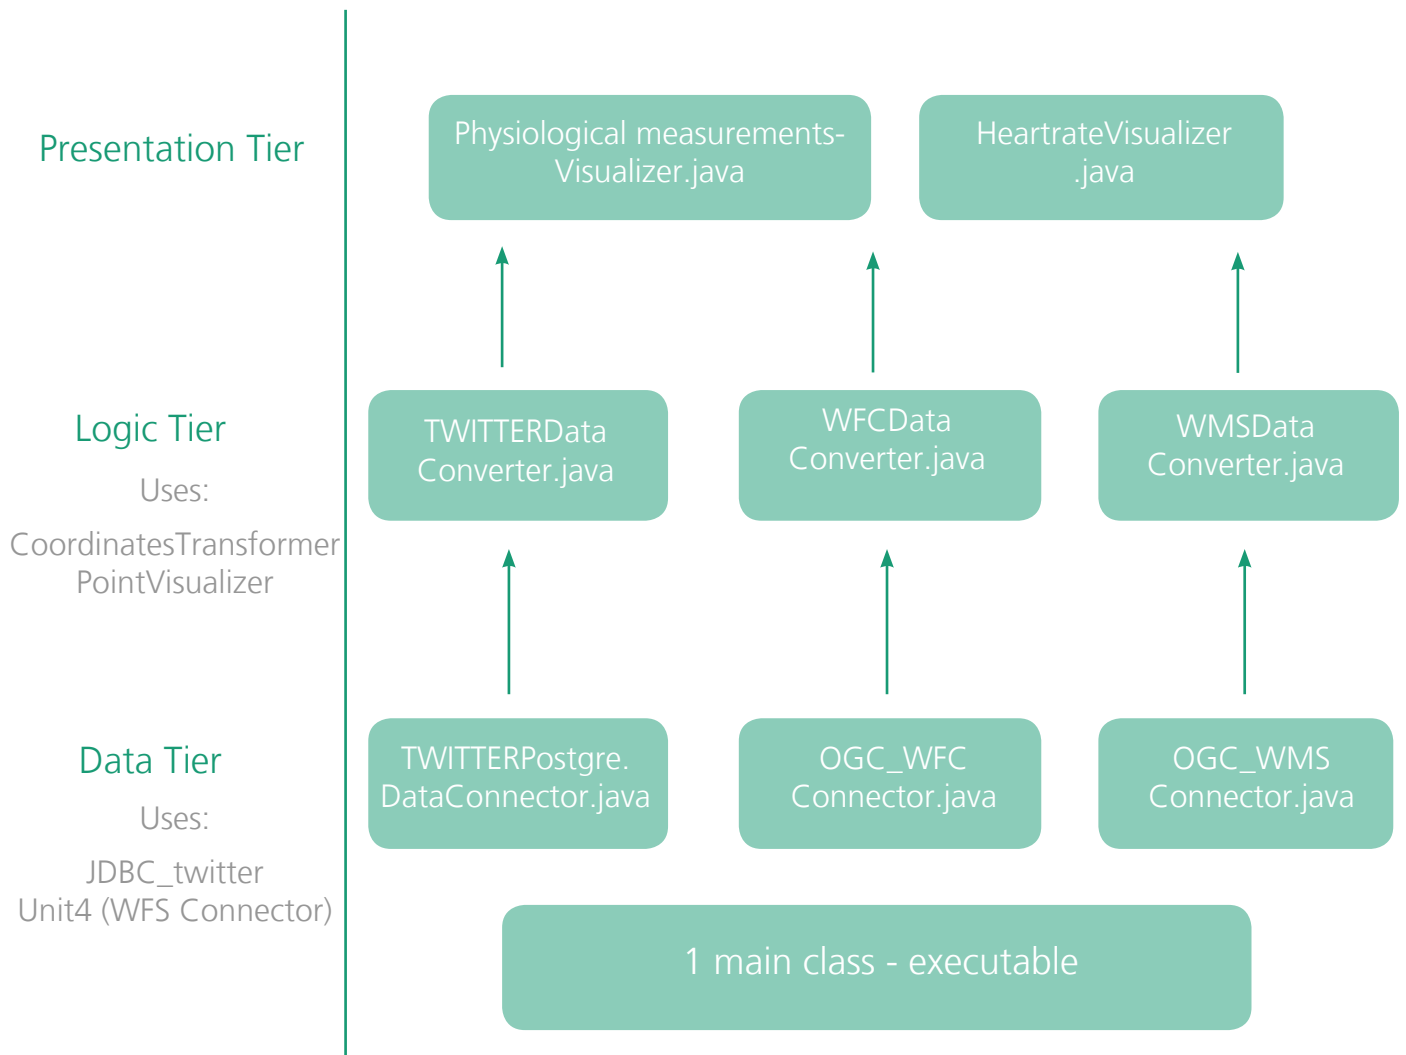 Presentation Tier
Physiological measurements-
Visualizer.java
HeartrateVisualizer
.java
Logic Tier
Uses:
CoordinatesTransformer
PointVisualizer
TWITTERData
Converter.java
WFCData
Converter.java
WMSData
Converter.java
Data Tier
Uses:
JDBC_twitter
Unit4 (WFS Connector)
TWITTERPostgre.
DataConnector.java
OGC_WFC
Connector.java
OGC_WMS
Connector.java
1 main class - executable